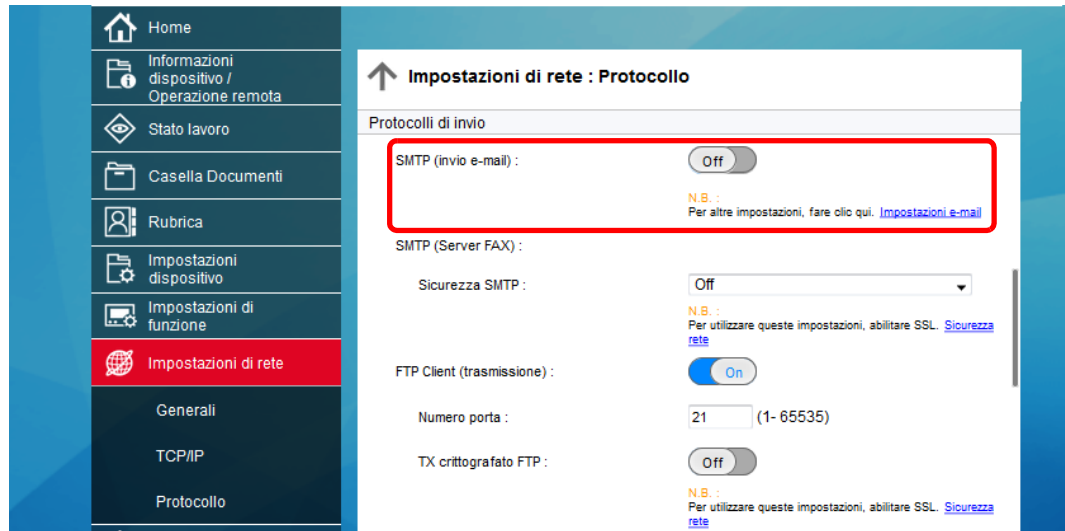 Home
Informazioni
dispositivo /
Operazione remota
Stato lavoro
Casella Documenti
Rubrica
Impostazioni
dispositivo
Impostazioni di
funzione
Impostazioni di rete
Generali
TCP/IP
Protocollo
Impostazioni di rete : Protocollo
Protocolli di invio
SMTP (invio e-mail) :
Off
N.B. :
Per altre impostazioni, fare clic qui. Impostazioni e-mail
SMTP (Server FAX) :
Sicurezza SMTP :
Off
N.B. :
Per utilizzare queste impostazioni, abilitare SSL. Sicurezza
rete
FTP Client (trasmissione) :
On
Numero porta :
21 (1- 65535)
TX crittografato FTP :
Off
N.B. :
Per utilizzare queste impostazioni, abilitare SSL. Sicurezza
rete